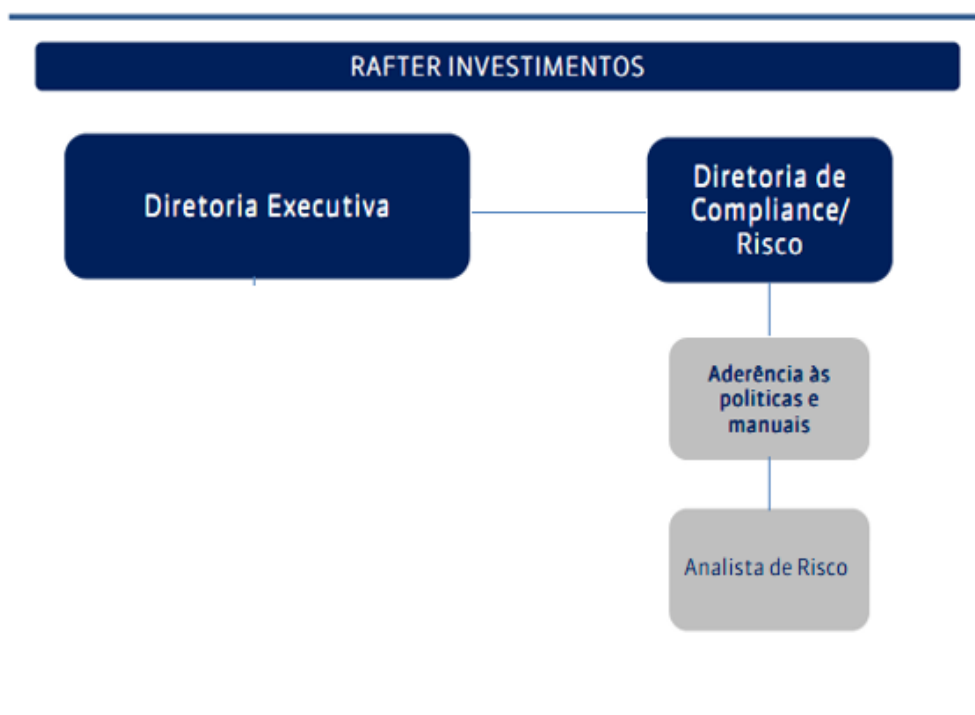 RAFTER INVESTIMENTOS
Diretoria Executiva
Diretoria de
Compliance/
Risco
Aderência às
politicas e
manuais
Analista de Risco